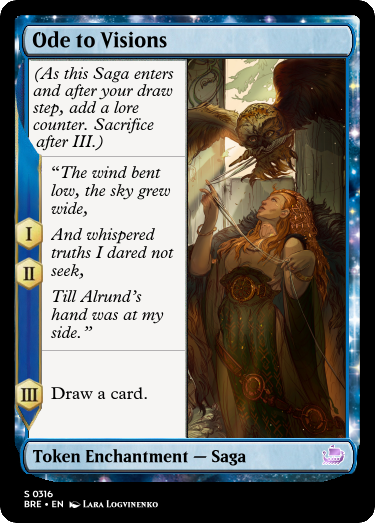 Ode to Visions
(As this Saga enters
and after your draw
step, add a lore
counter. Sacrifice
after III.)
“The wind bent
low, the sky grew
wide,
I
And whispered
truths I dared not
seek,
II
Till Alrund’s
hand was at my
side.”
III
Draw a card.
Token Enchantment — Saga
S 0316
BRE • EN Lara Logvinenko